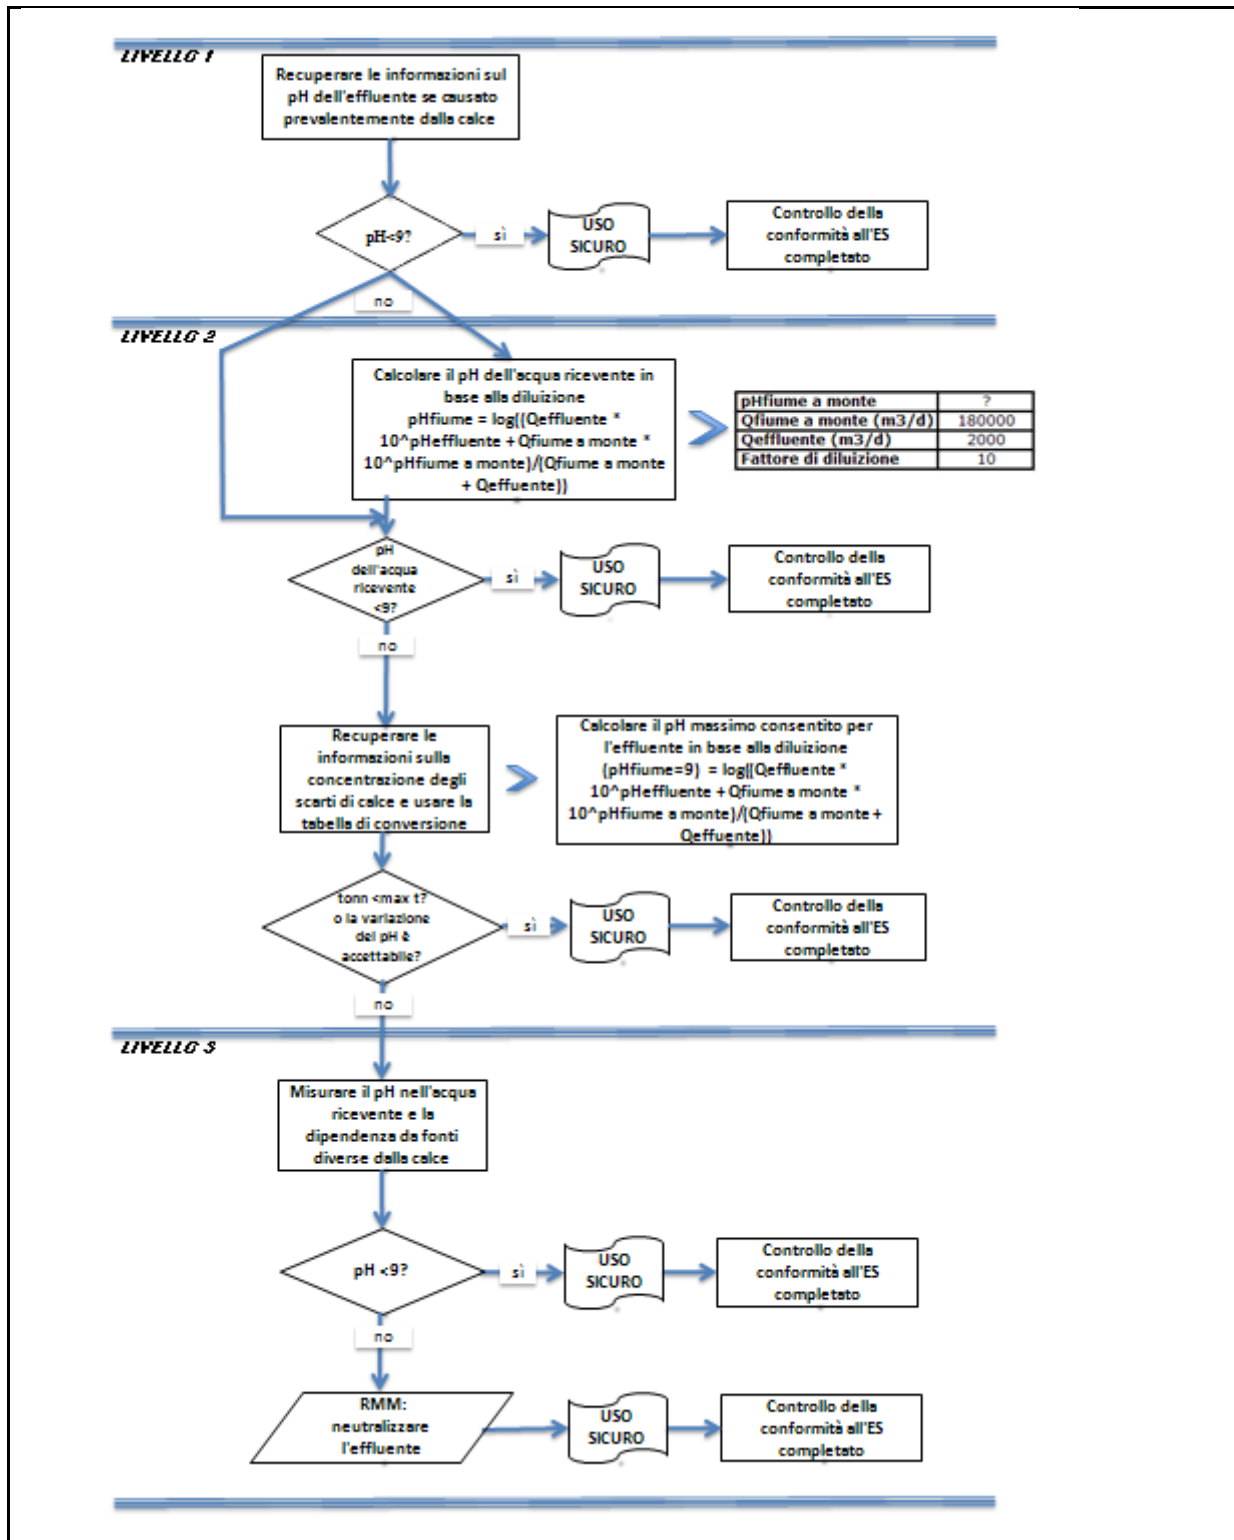 LIVELLO 1
Recuperare le informazioni sul
pH dell'effluente se causato
prevalentemente dalla calce
pH<9?
sì
USO
SICURO
Controllo della
conformità all'ES
completato
no
LIVELLO 2
Calcolare il pH dell'acqua ricevente in
base alla diluizione
pHfiume = log((Qeffluente *
10^pHeffluente + Qfiume a monte *
10^pHfiume a monte)/(Qfiume a monte
+ Qeffuente))
pHfiume a monte ?
Qfiume a monte (m3/d) 180000
Qeffluente (m3/d) 2000
Fattore di diluizione 10
pH
dell'acqua
ricevente
<9?
sì
USO
SICURO
Controllo della
conformità all'ES
completato
no
Recuperare le
informazioni sulla
concentrazione degli
scarti di calce e usare la
tabella di conversione
Calcolare il pH massimo consentito per
l'effluente in base alla diluizione
(pHfiume=9) = log((Qeffluente *
10^pHeffluente + Qfiume a monte *
10^pHfiume a monte)/(Qfiume a monte +
Qeffuente))
tonn <max t?
o la variazione
del pH è
accettabile?
sì
USO
SICURO
Controllo della
conformità all'ES
completato
no
LIVELLO 3
Misurare il pH nell'acqua
ricevente e la
dipendenza da fonti
diverse dalla calce
pH <9?
sì
USO
SICURO
Controllo della
conformità all'ES
completato
no
RMM:
neutralizzare
l'effluente
USO
SICURO
Controllo della
conformità all'ES
completato